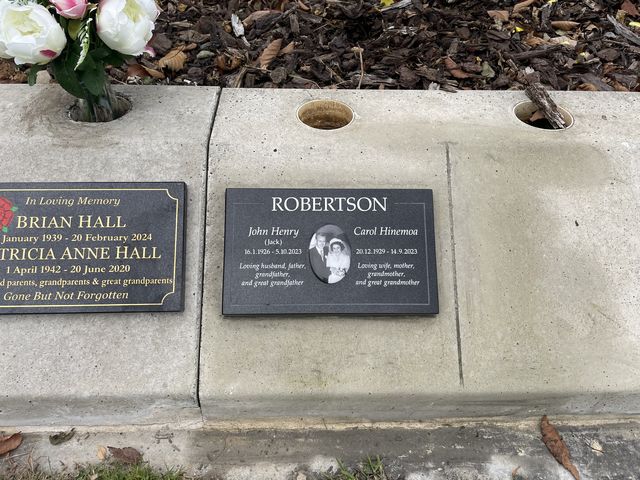 In Loving Memory
BRIAN HALL
January 1939 - 20 February 2024
TRICIA ANNE HALL
1 April 1942 - 20 June 2020
parents, grandparents & great grandparents
Gone But Not Forgotten
ROBERTSON
John Henry
(Jack)
16.1.1926 - 5.10.2023
Loving husband, father,
grandfather,
and great grandfather
Carol Hinemoa
20.12.1929 - 14.9.2023
Loving wife, mother,
grandmother,
and great grandmother